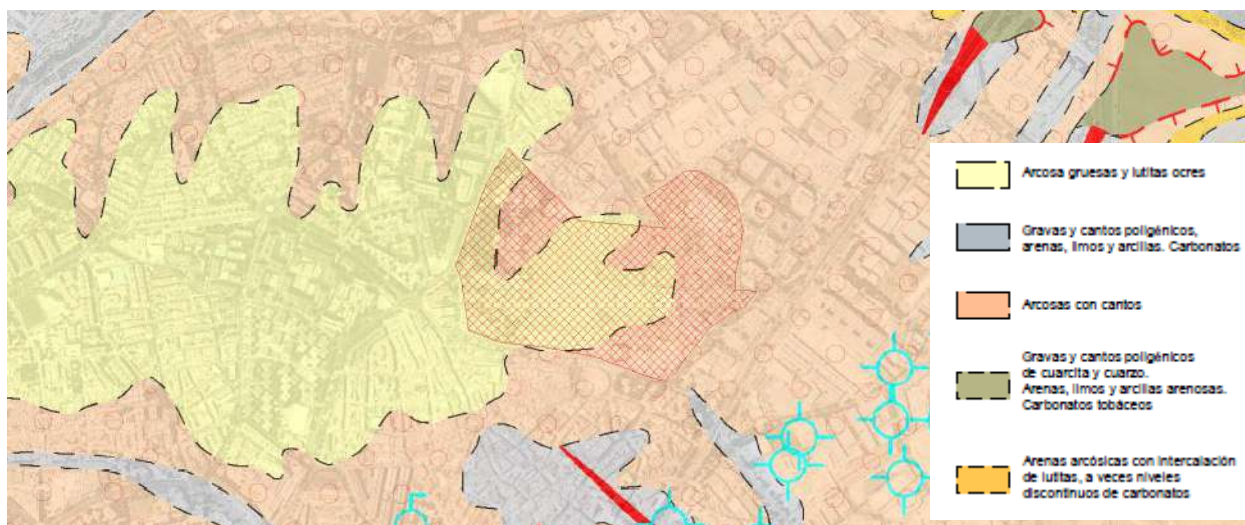 Arcosa gruesas y lutitas ocres
Gravas y cantos poligénicos,
arenas, limos y arcillas. Carbonatos
Arcosas con cantos
Gravas y cantos poligénicos
de cuarcita y cuarzo.
Arenas, limos y arcillas arenosas.
Carbonatos tobáceos
Arenas arcósicas con intercalación
de lutitas, a veces niveles
discontinuos de carbonatos